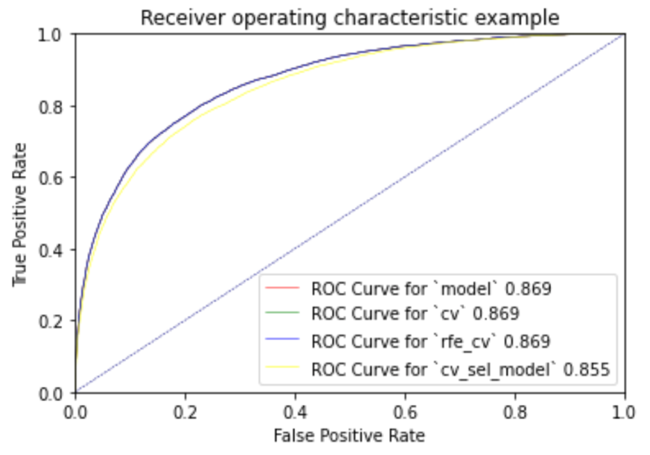 Receiver operating characteristic example
1.0
0.8
0.6
0.4
0.2
0.0
True Positive Rate
ROC Curve for `model` 0.869
ROC Curve for `cv` 0.869
ROC Curve for `rfe_cv` 0.869
ROC Curve for `cv_sel_model` 0.855
0.0 0.2 0.4 0.6 0.8 1.0
False Positive Rate